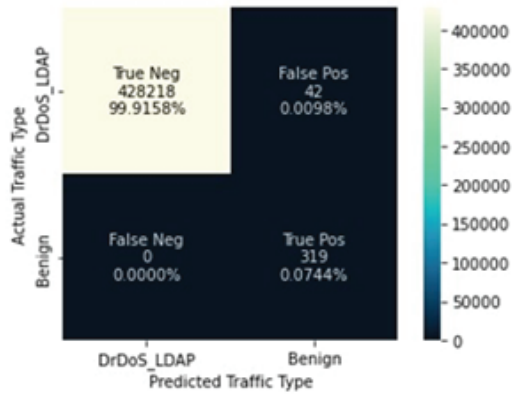 True Neg
428218
99.9158%
False Pos
42
0.0098%
False Neg
0
0.0000%
True Pos
319
0.0744%
Actual Traffic Type
DrDoS_LDAP
Benign
DrDoS_LDAP
Benign
Predicted Traffic Type
400000
350000
300000
250000
200000
150000
100000
50000
0